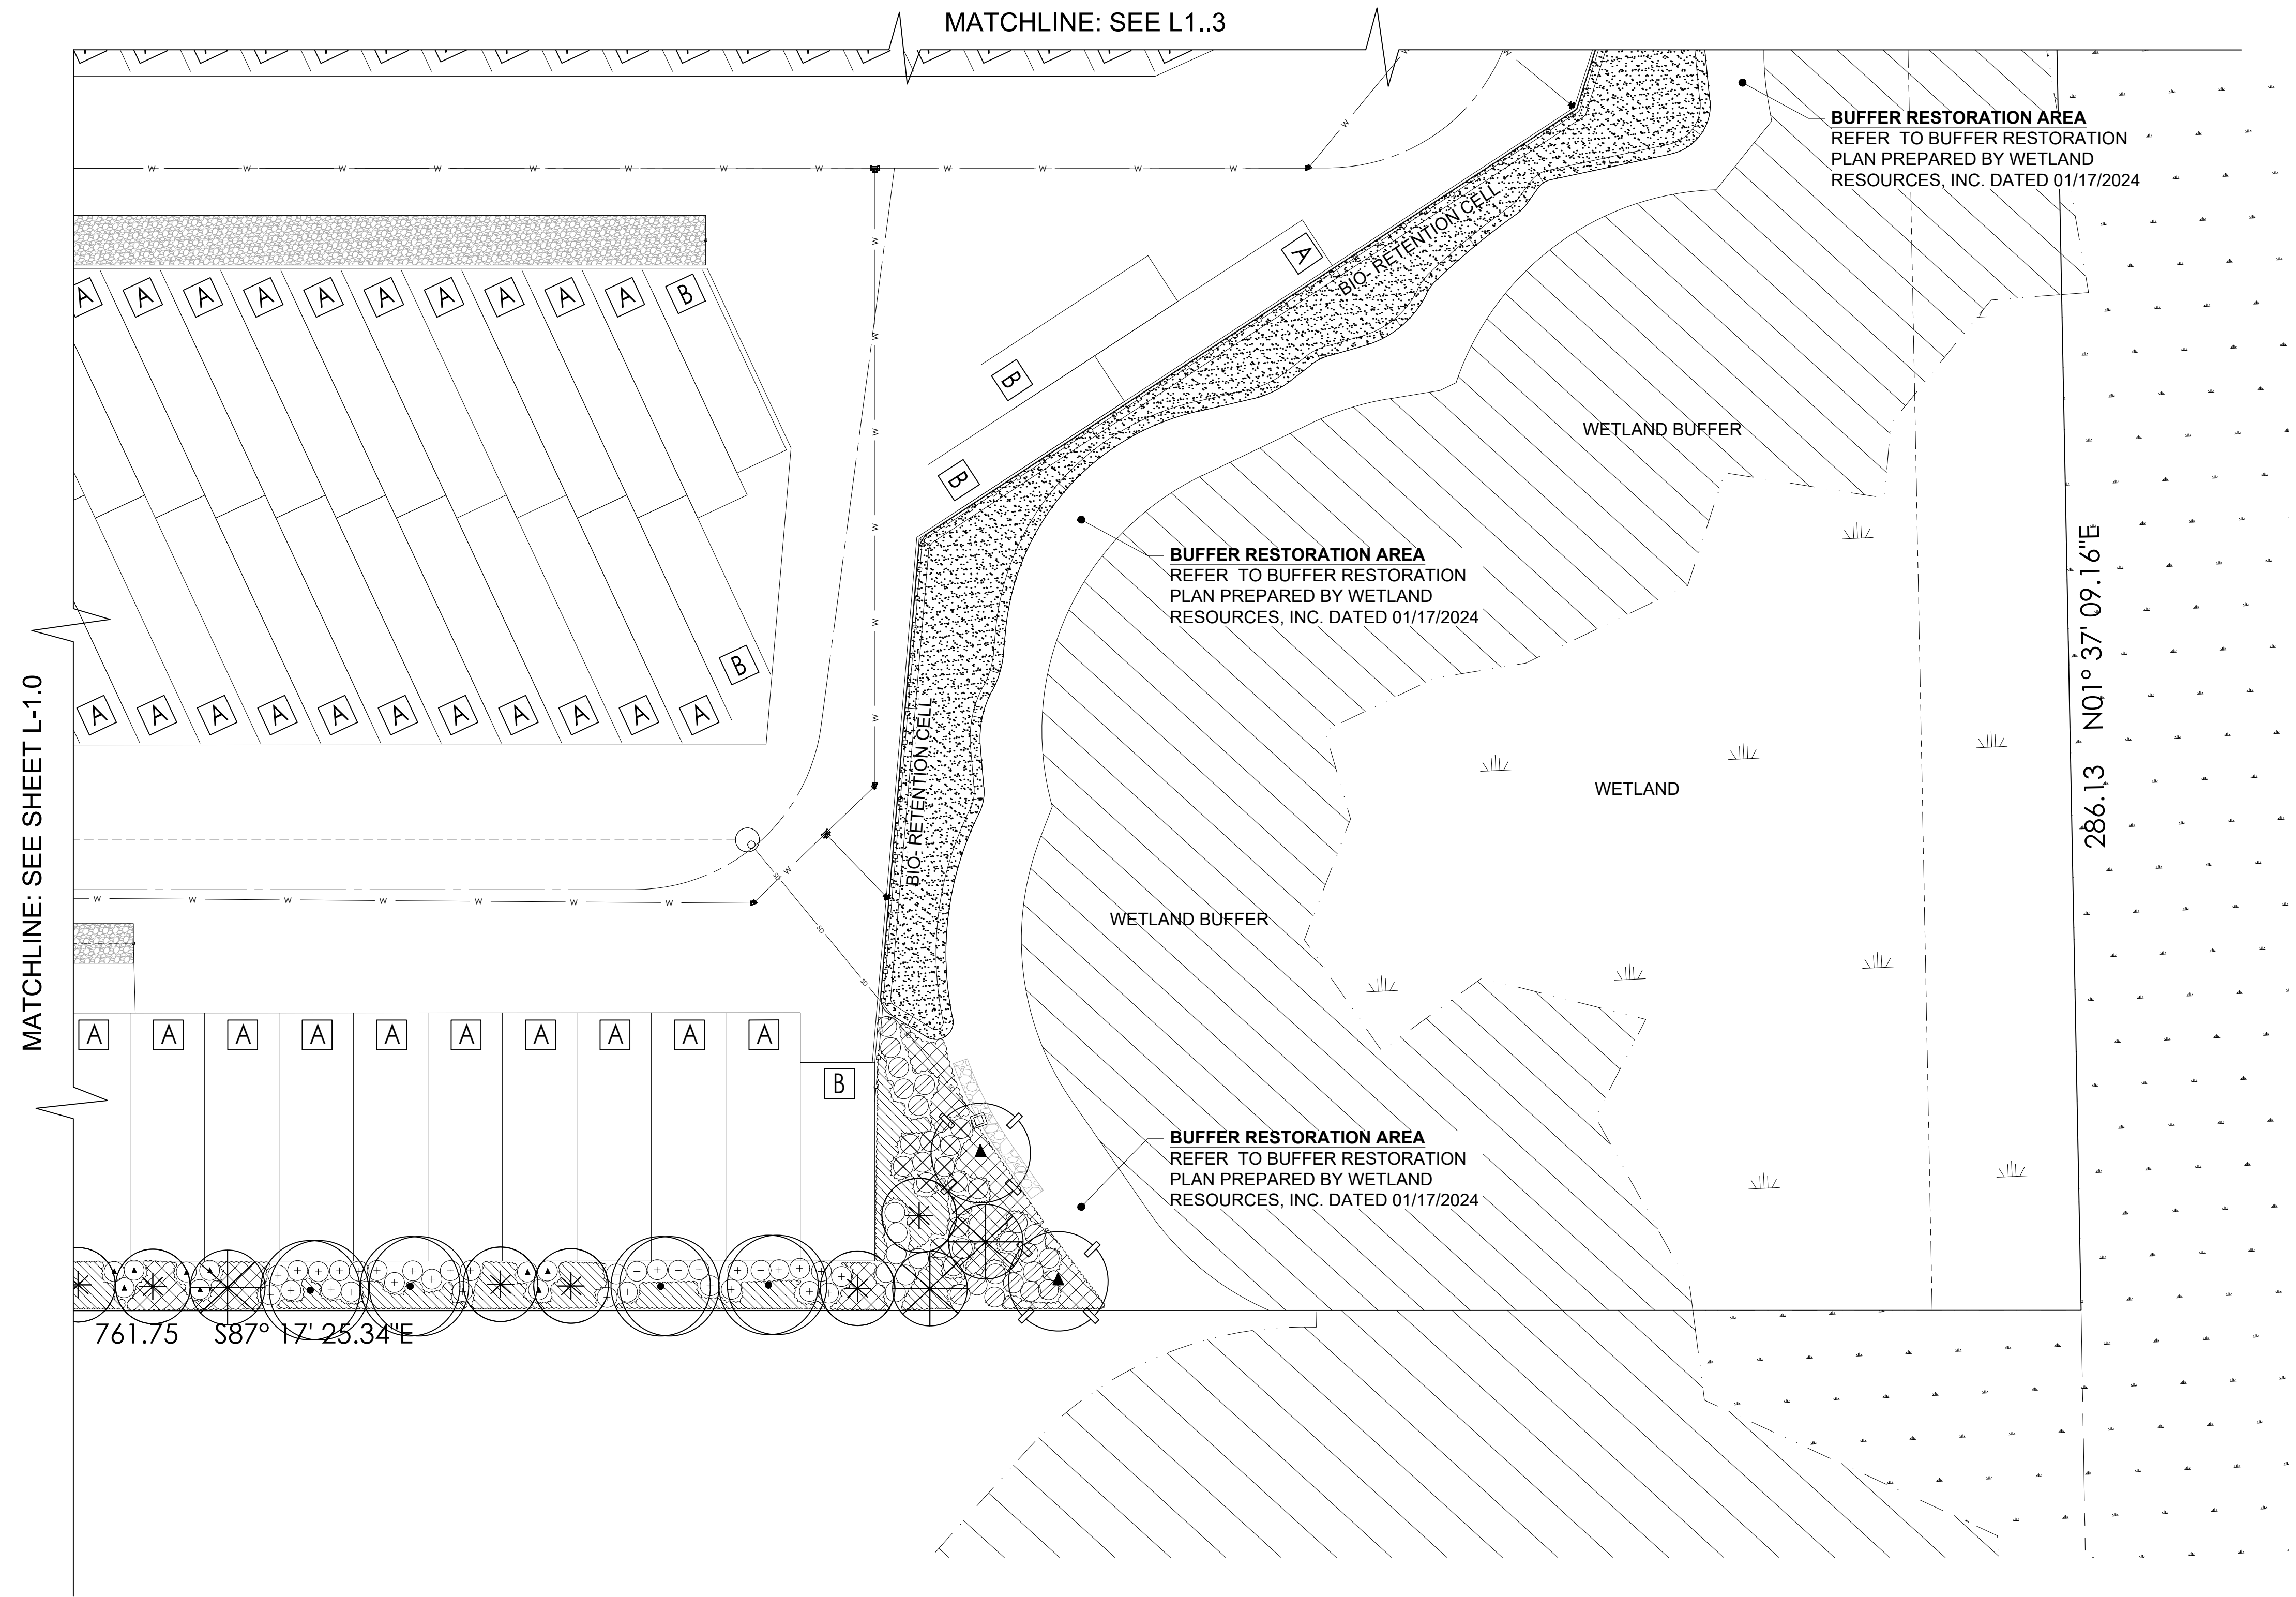 MATCHLINE: SEE L1..3
BUFFER RESTORATION AREA
REFER TO BUFFER RESTORATION
PLAN PREPARED BY WETLAND
RESOURCES, INC. DATED 01/17/2024
W W W W W W W W W W W W
W
W
A A A A A A A A A A B
A
B
B
BIO- RETENTION CELL
WETLAND BUFFER
BUFFER RESTORATION AREA
REFER TO BUFFER RESTORATION
PLAN PREPARED BY WETLAND
RESOURCES, INC. DATED 01/17/2024
W
W
W
W
W
W
B
A A A A A A A A A A A
MATCHLINE: SEE SHEET L-1.0
BIO- RETENTION CELL
WETLAND
286.13 N01° 37' 09.16"E
WETLAND BUFFER
W W W W W W W
W
SD
SD
SD
A A A A A A A A A A
B
BUFFER RESTORATION AREA
REFER TO BUFFER RESTORATION
PLAN PREPARED BY WETLAND
RESOURCES, INC. DATED 01/17/2024
761.75 S87° 17' 25.34"E